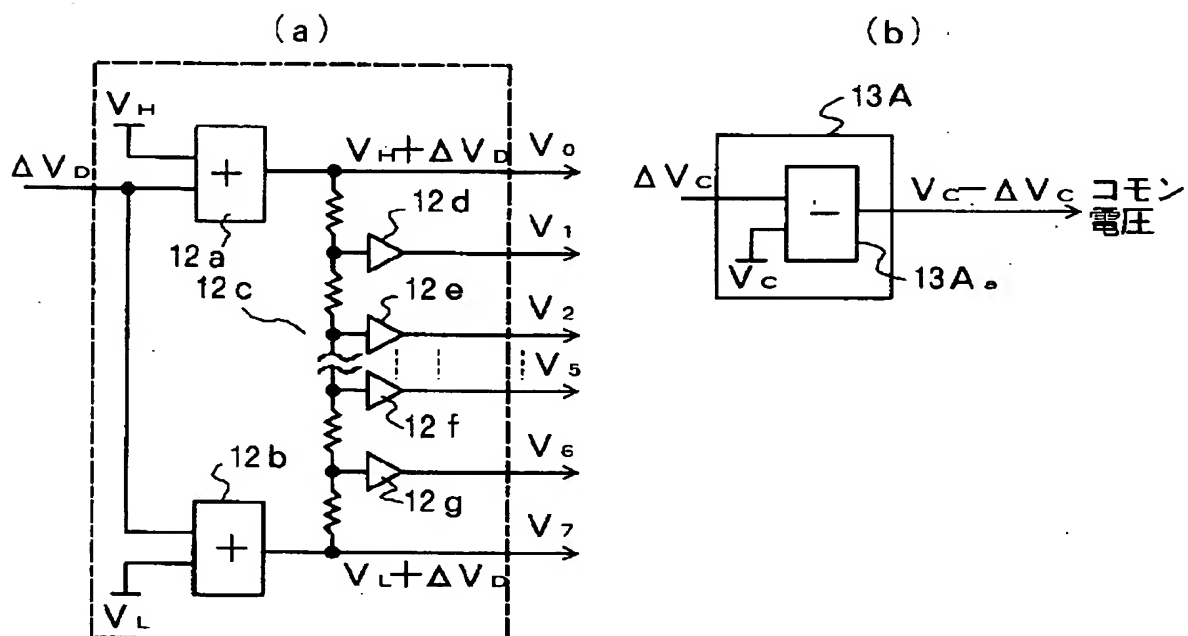 (a)
V_H
ΔV_D
+
12a
V_H+ΔV_D
V_0
12d
V_1
12c
12e
V_2
V_5
12f
12b
V_6
12g
+
V_7
V_L+ΔV_D
V_L
(b)
13A
ΔV_C
−
V_C−ΔV_C
コモン
電圧
V_C
13A a